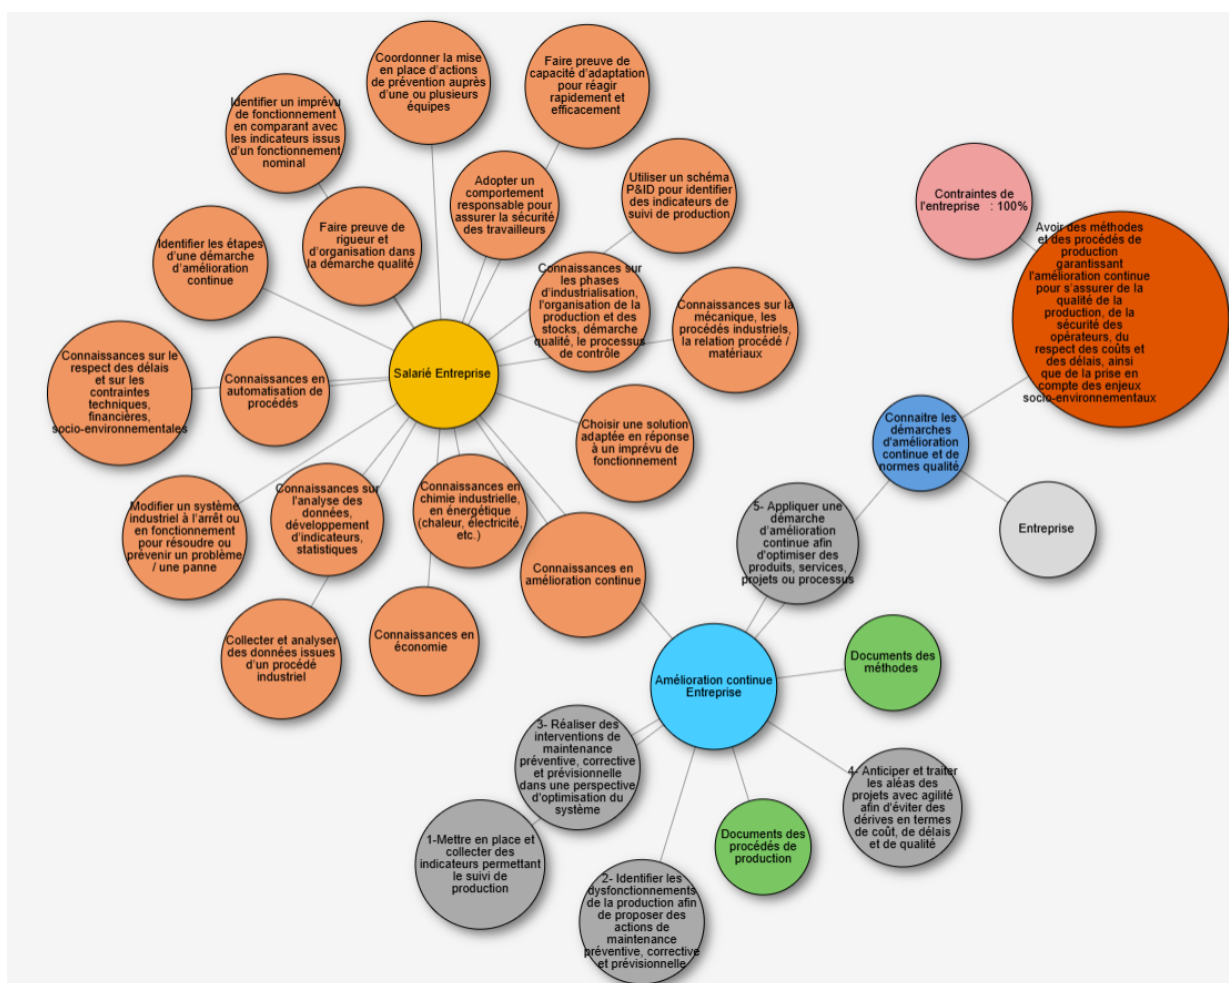 Coordonner la mise
en place d'actions
de prévention auprès
d'une ou plusieurs
équipes
Faire preuve de
capacité d'adaptation
pour réagir
rapidement et
efficacement
Identifier un imprévu
de fonctionnement
en comparant avec
les indicateurs issus
d'un fonctionnement
nominal
Adopter un
comportement
responsable pour
assurer la sécurité
des travailleurs
Utiliser un schéma
P&ID pour identifier
des indicateurs de
suivi de production
Contraintes de
l'entreprise : 100%
Identifier les étapes
d'une démarche
d'amélioration
continue
Faire preuve de
rigueur et
d'organisation dans
la démarche qualité
Avoir des méthodes
et des procédés de
production
garantissant
l'amélioration continue
pour s'assurer de la
qualité de la
production, de la
sécurité des
opérateurs, du
respect des coûts et
des délais, ainsi
que de la prise en
compte des enjeux
socio-environnementaux
Connaissances sur
les phases
d'industrialisation,
l'organisation de la
production et des
stocks, démarche
qualité, le processus
de contrôle
Connaissances sur la
mécanique, les
procédés industriels,
la relation procédé /
matériaux
Connaissances sur le
respect des délais
et sur les
contraintes
techniques,
financières,
socio-environnementales
Connaissances en
automatisation de
procédés
Salarié Entreprise
Choisir une solution
adaptée en réponse
à un imprévu de
fonctionnement
Connaitre les
démarches
d'amélioration
continue et de
normes qualité
Modifier un système
industriel à l'arrêt ou
en fonctionnement
pour résoudre ou
prévenir un problème
/ une panne
Connaissances sur
l'analyse des
données,
développement
d'indicateurs,
statistiques
Connaissances en
chimie industrielle,
en énergétique
(chaleur, électricité,
etc.)
5- Appliquer une
démarche
d'amélioration
continue afin
d'optimiser des
produits, services,
projets ou processus
Entreprise
Connaissances en
amélioration continue
Collecter et analyser
des données issues
d'un procédé
industriel
Connaissances en
économie
Amélioration continue
Entreprise
Documents des
méthodes
3- Réaliser des
interventions de
maintenance
préventive, corrective
et prévisionnelle
dans une perspective
d'optimisation du
système
4- Anticiper et traiter
les aléas des
projets avec agilité
afin d'éviter des
dérives en termes
de coût, de délais
et de qualité
1-Mettre en place et
collecter des
indicateurs permettant
le suivi de
production
Documents des
procédés de
production
2- Identifier les
dysfonctionnements
de la production afin
de proposer des
actions de
maintenance
préventive, corrective
et prévisionnelle